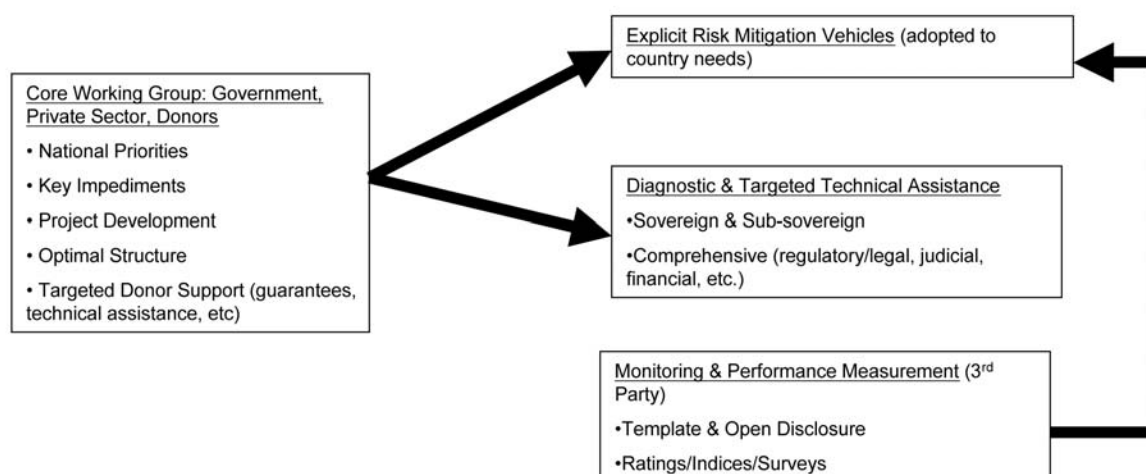 Explicit Risk Mitigation Vehicles (adopted to
country needs)
Core Working Group: Government,
Private Sector, Donors
• National Priorities
• Key Impediments
• Project Development
• Optimal Structure
• Targeted Donor Support (guarantees,
technical assistance, etc)
Diagnostic & Targeted Technical Assistance
•Sovereign & Sub-sovereign
•Comprehensive (regulatory/legal, judicial,
financial, etc.)
Monitoring & Performance Measurement (3rd
Party)
•Template & Open Disclosure
•Ratings/Indices/Surveys